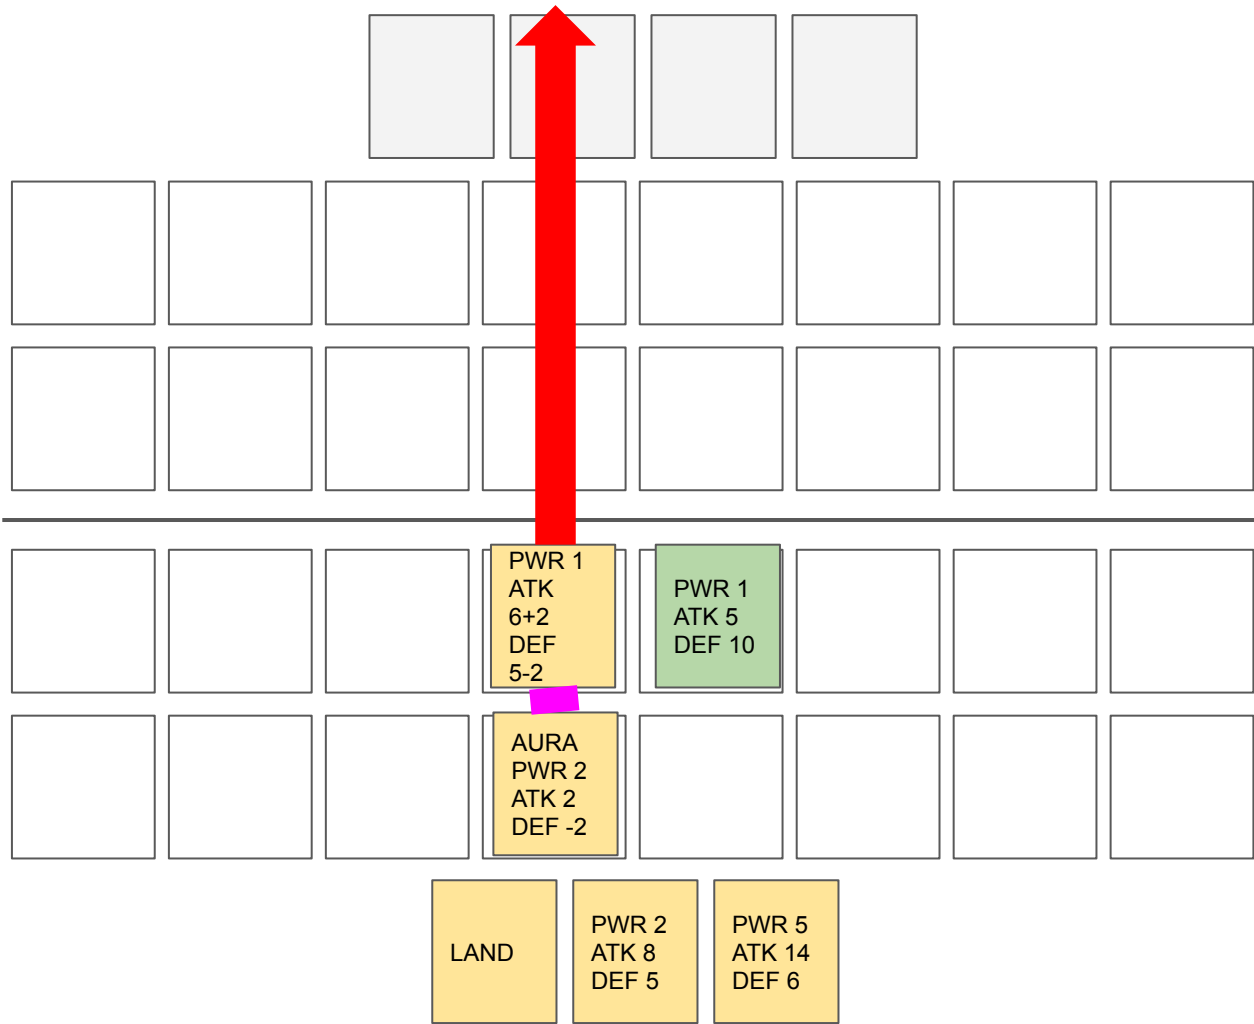 PWR 1
ATK
6+2
DEF
5-2
PWR 1
ATK 5
DEF 10
AURA
PWR 2
ATK 2
DEF -2
LAND
PWR 2
ATK 8
DEF 5
PWR 5
ATK 14
DEF 6